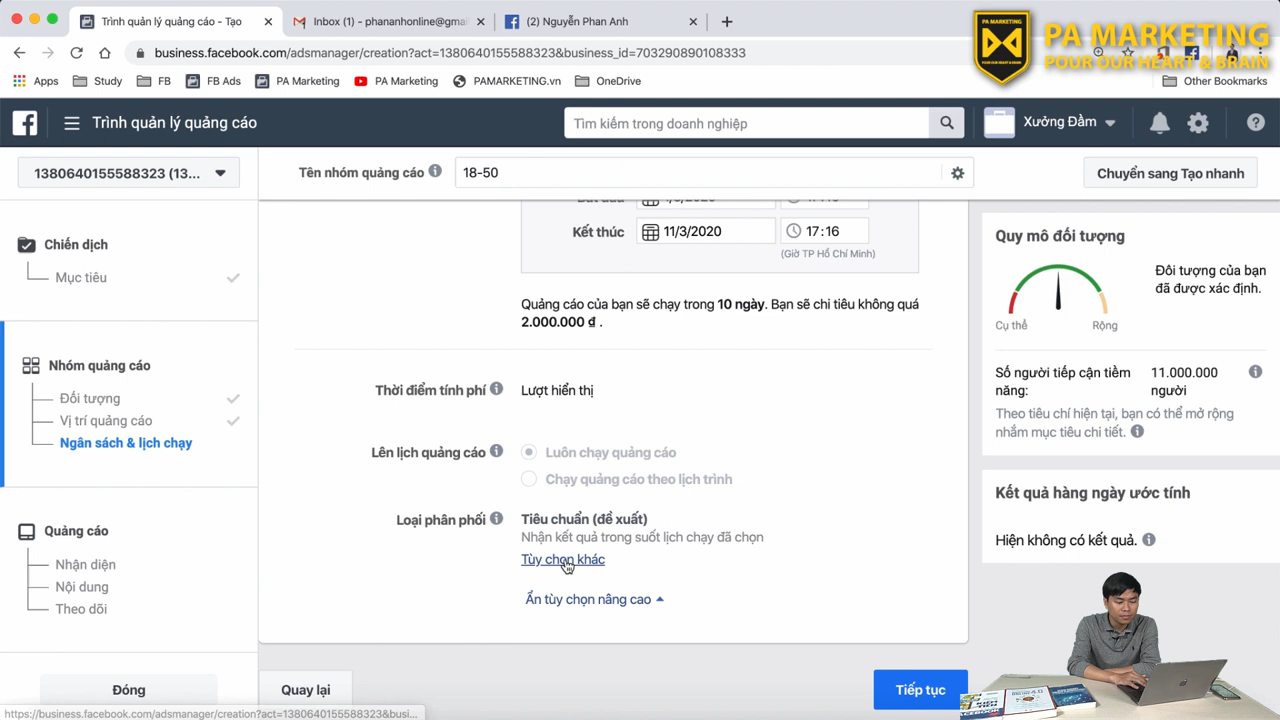 Trình quản lý quảng cáo - Tạo
Inbox (1) - phananhonline@gmai
(2) Nguyễn Phan Anh
business.facebook.com/adsmanager/creation?act=1380640155588323&business_id=703290890108333
PA MARKETING
PA MARKETING
POUR OUR HEART & BRAIN
Apps
Study
FB
FB Ads
PA Marketing
PA Marketing
PAMARKETING.VN
OneDrive
Other Bookmarks
Trình quản lý quảng cáo
Tìm kiếm trong doanh nghiệp
Xưởng Đầm
1380640155588323 (13...
Tên nhóm quảng cáo
18-50
Chuyển sang Tạo nhanh
Chiến dịch
Mục tiêu
Nhóm quảng cáo
Đối tượng
Vị trí quảng cáo
Ngân sách & lịch chạy
Quảng cáo
Nhận diện
Nội dung
Theo dõi
Đóng
Kết thúc
11/3/2020
17:16
(Giờ TP Hồ Chí Minh)
Quảng cáo của bạn sẽ chạy trong 10 ngày. Bạn sẽ chi tiêu không quá
2.000.000 ₫ .
Thời điểm tính phí
Lượt hiển thị
Lên lịch quảng cáo
Luôn chạy quảng cáo
Chạy quảng cáo theo lịch trình
Loại phân phối
Tiêu chuẩn (đề xuất)
Nhận kết quả trong suốt lịch chạy đã chọn
Tùy chọn khác
Ẩn tùy chọn nâng cao
Quay lại
Tiếp tục
Quy mô đối tượng
Cụ thể
Rộng
Đối tượng của bạn
đã được xác định.
Số người tiếp cận tiềm
năng:
11.000.000
người
Theo tiêu chí hiện tại, bạn có thể mở rộng
nhắm mục tiêu chi tiết.
Kết quả hàng ngày ước tính
Hiện không có kết quả.
https://business.facebook.com/adsmanager/creation?act=1380640155588323&busi...